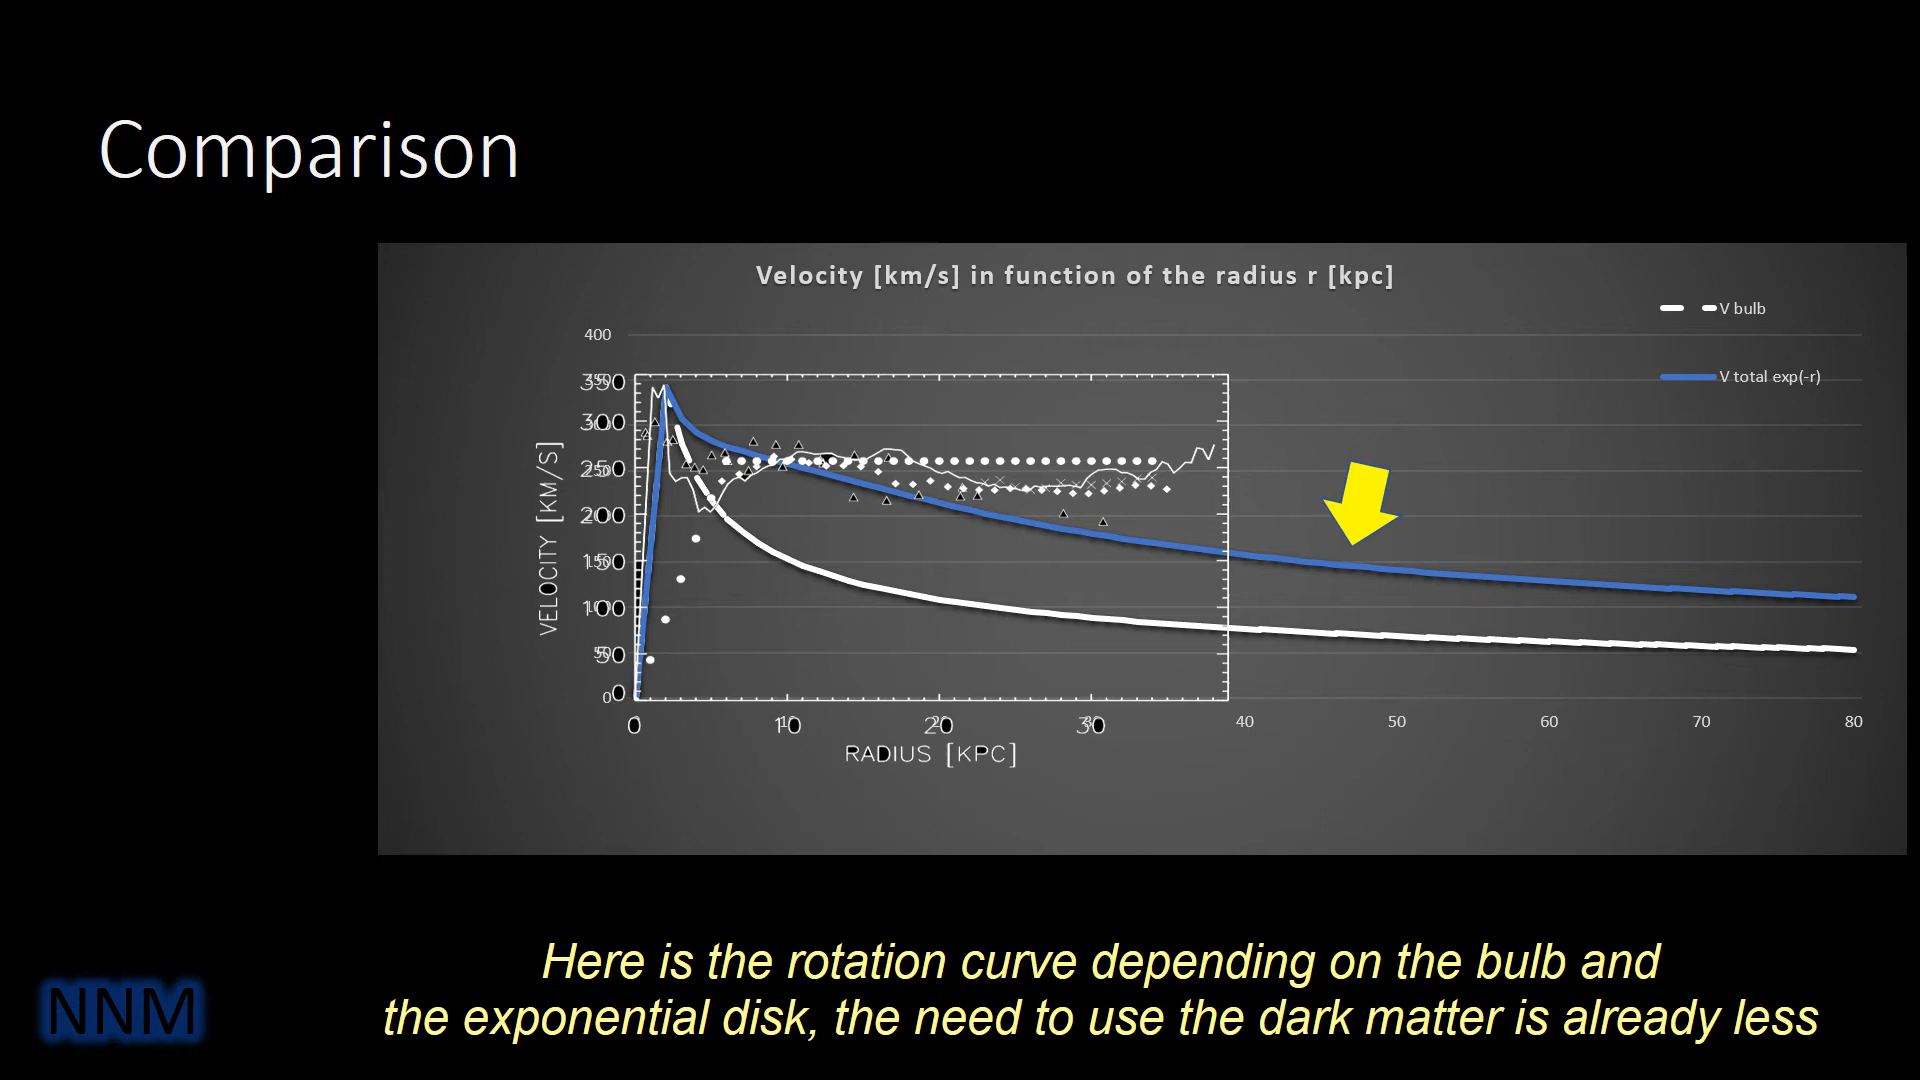 Comparison
Velocity [km/s] in function of the radius r [kpc]
V bulb
V total exp(-r)
400
350
300
250
200
150
100
50
0
0
VELOCITY [KM/S]
0 10 20 30 40 50 60 70 80
RADIUS [KPC]
Here is the rotation curve depending on the bulb and
the exponential disk, the need to use the dark matter is already less
NNM